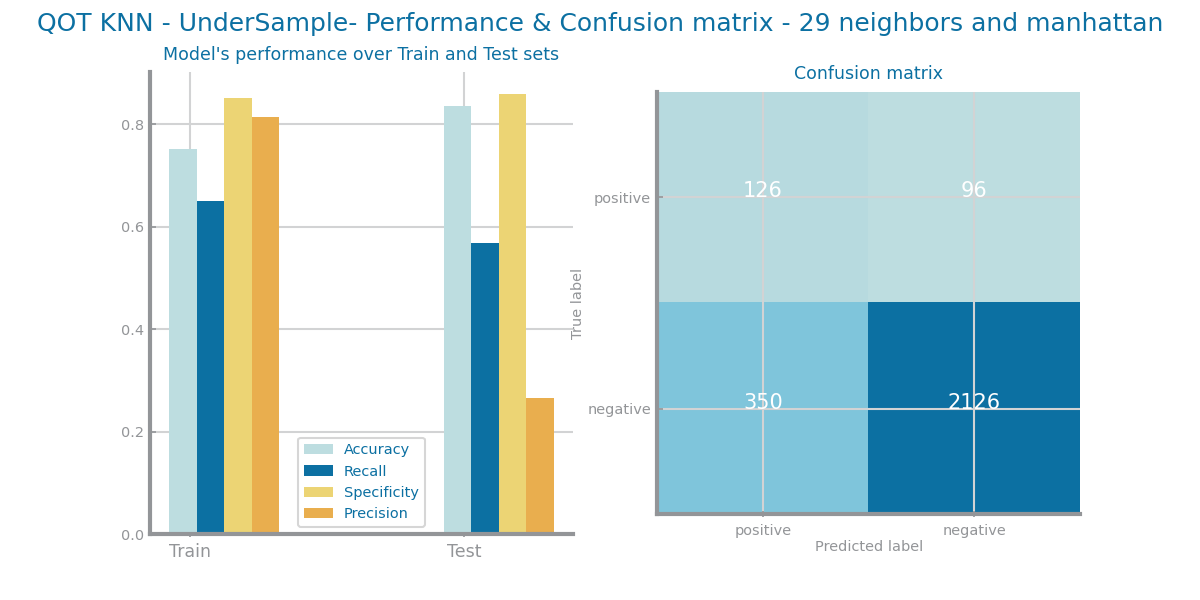 QOT KNN - UnderSample- Performance & Confusion matrix - 29 neighbors and manhattan
Model's performance over Train and Test sets
0.8
0.6
0.4
0.2
0.0
Accuracy
Recall
Specificity
Precision
Train
Test
Confusion matrix
True label
positive
126
96
negative
350
2126
positive
negative
Predicted label